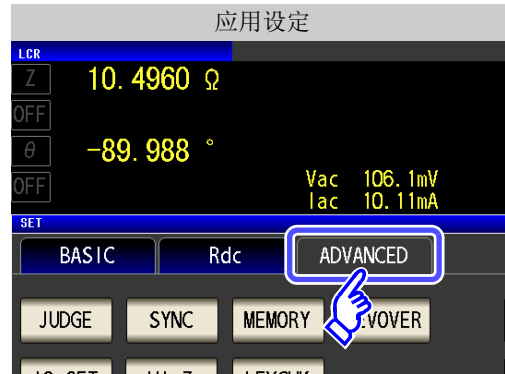 应用设定
LCR
Z 10.4960 Ω
OFF
θ -89.988 °
OFF
Vac 106.1mV
Iac 10.11mA
SET
BASIC Rdc ADVANCED
JUDGE SYNC MEMORY VOVER